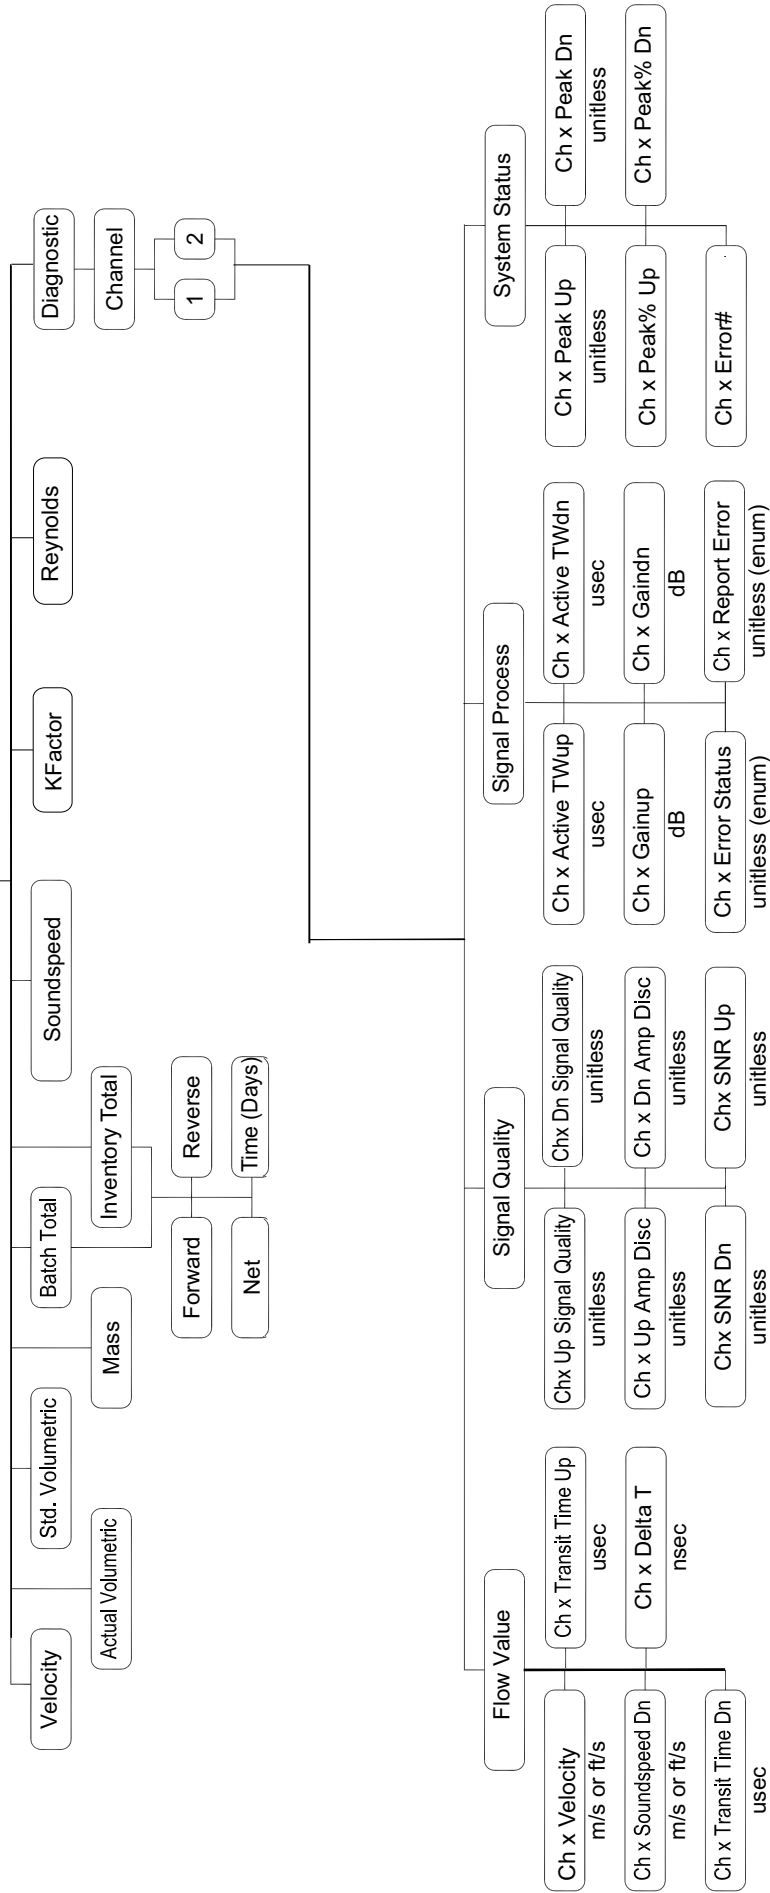 Velocity
Actual Volumetric
Std. Volumetric
Mass
Batch Total
Inventory Total
Forward
Reverse
Net
Time (Days)
Soundspeed
KFactor
Reynolds
Diagnostic
Channel
1
2
Flow Value
Ch x Velocity
m/s or ft/s
Ch x Transit Time Up
usec
Ch x Soundspeed Dn
m/s or ft/s
Ch x Delta T
nsec
Ch x Transit Time Dn
usec
Signal Quality
Chx Up Signal Quality
unitless
Chx Dn Signal Quality
unitless
Ch x Up Amp Disc
unitless
Ch x Dn Amp Disc
unitless
Chx SNR Dn
unitless
Chx SNR Up
unitless
Signal Process
Ch x Active TWup
usec
Ch x Active TWdn
usec
Ch x Gainup
dB
Ch x Gaindn
dB
Ch x Error Status
unitless (enum)
Ch x Report Error
unitless (enum)
System Status
Ch x Peak Up
unitless
Ch x Peak Dn
unitless
Ch x Peak% Up
Ch x Peak% Dn
Ch x Error#